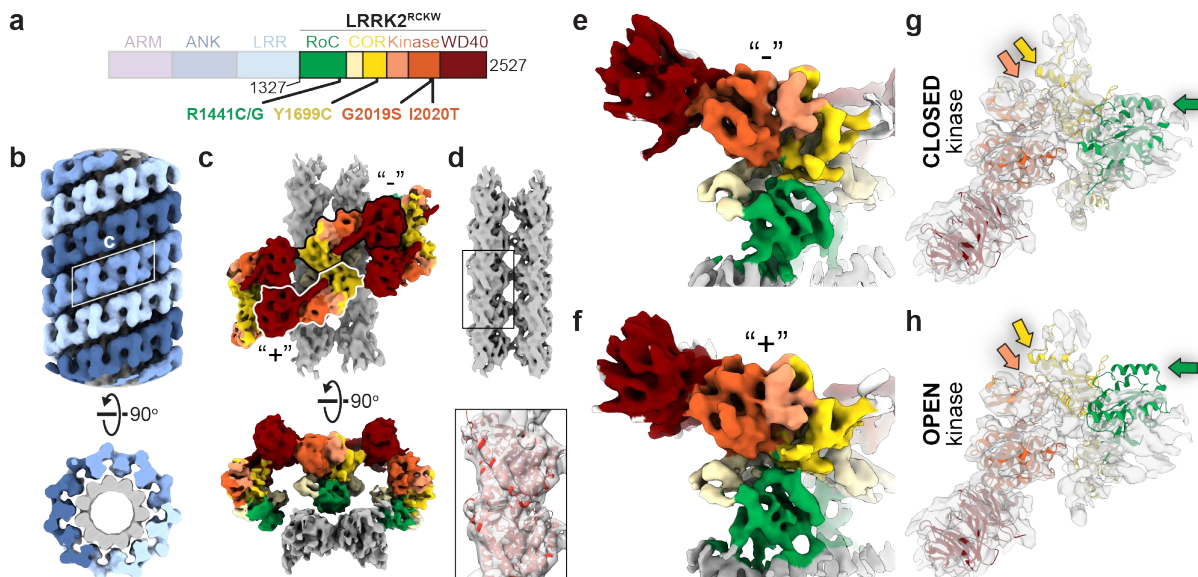 a
LRRK2RCKW
ARM ANK LRR RoC COR Kinase WD40
1327
2527
R1441C/G Y1699C G2019S I2020T
b
c
90°
c
"-"
"+"
90°
d
e
"-"
f
"+"
g
CLOSED
kinase
h
OPEN
kinase